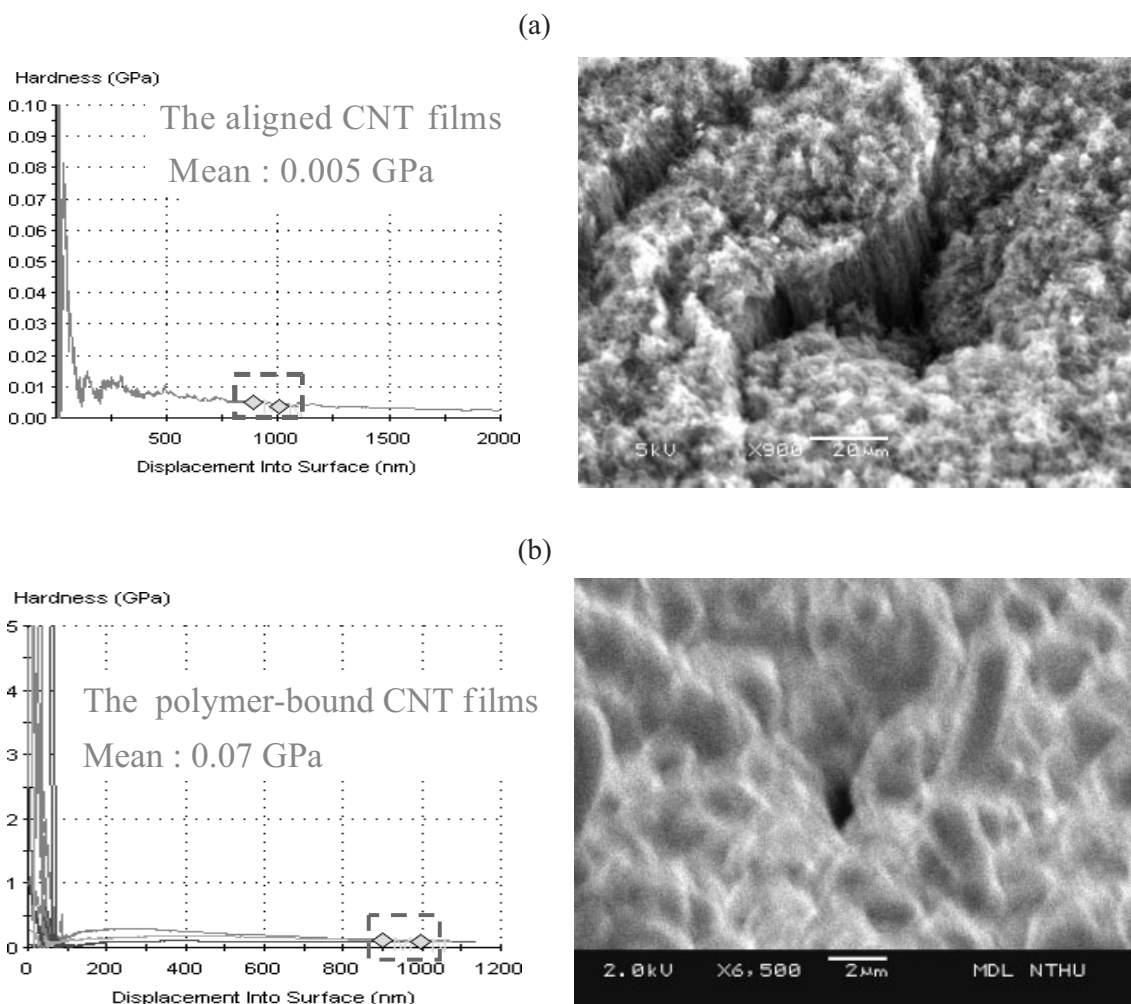 (a)
Hardness (GPa)
0.10
0.09
0.08
0.07
0.06
0.05
0.04
0.03
0.02
0.01
0.00
The aligned CNT films
Mean : 0.005 GPa
500
1000
1500
2000
Displacement Into Surface (nm)
5kV X900 20μm
(b)
Hardness (GPa)
5
4
3
2
1
0
The polymer-bound CNT films
Mean : 0.07 GPa
0
200
400
600
800
1000
1200
Displacement Into Surface (nm)
2.0kV X6,500 2μm MDL NTHU